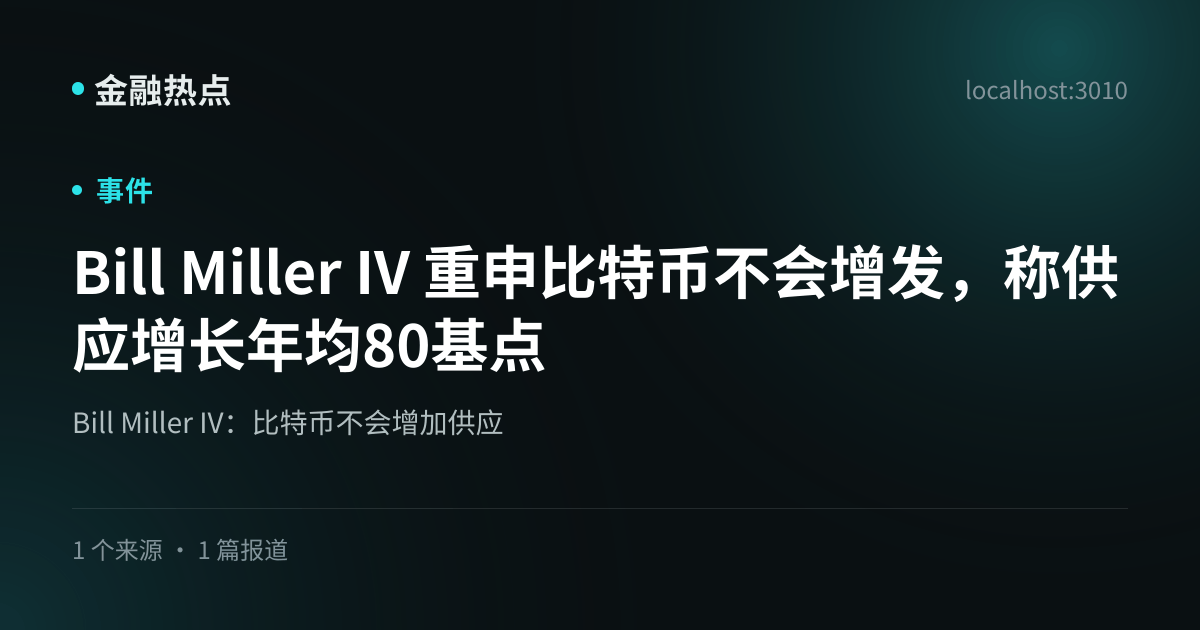 金融热点
localhost:3010
事件
Bill Miller IV 重申比特币不会增发，称供
应增长年均80基点
Bill Miller IV：比特币不会增加供应
1 个来源 · 1 篇报道